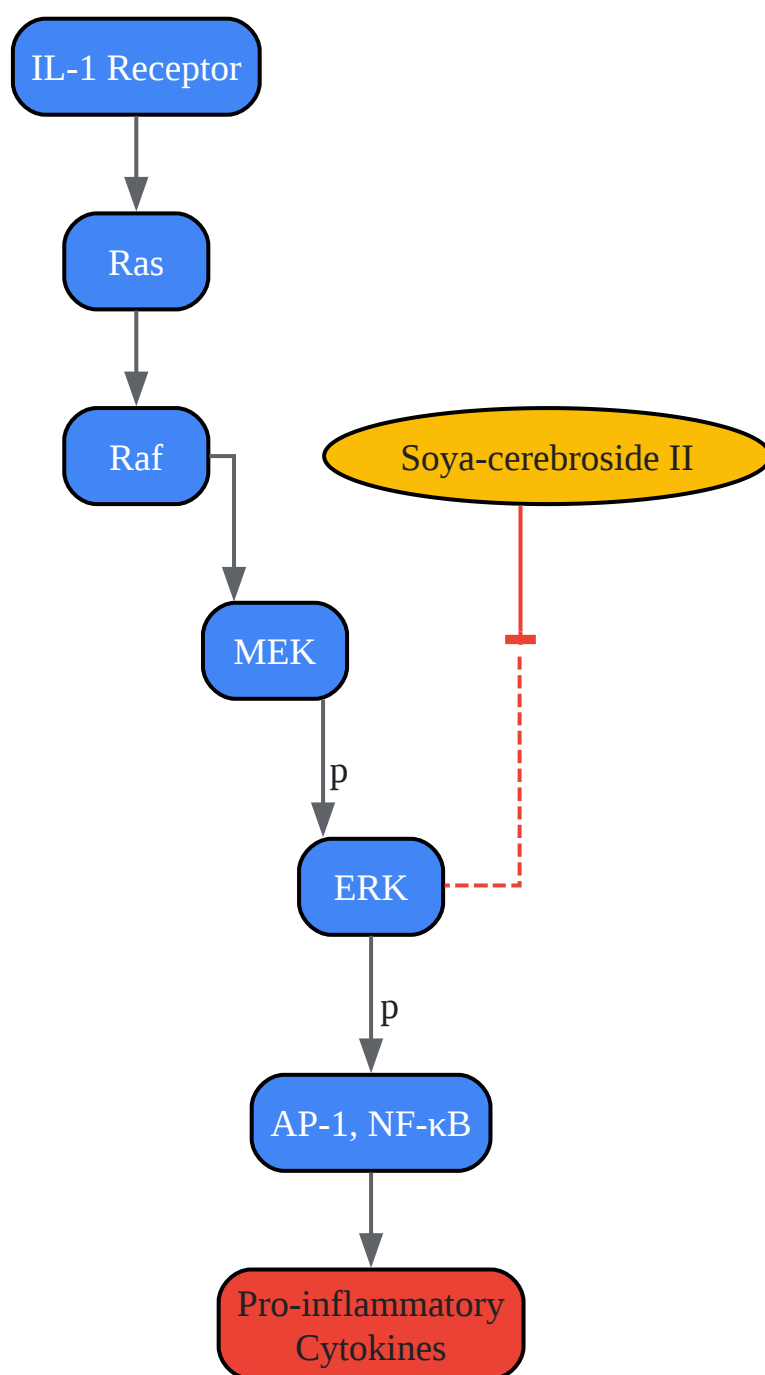 IL-1 Receptor
Ras
Raf
Soya-cerebroside II
MEK
p
ERK
p
AP-1, NF-κB
Pro-inflammatory
Cytokines